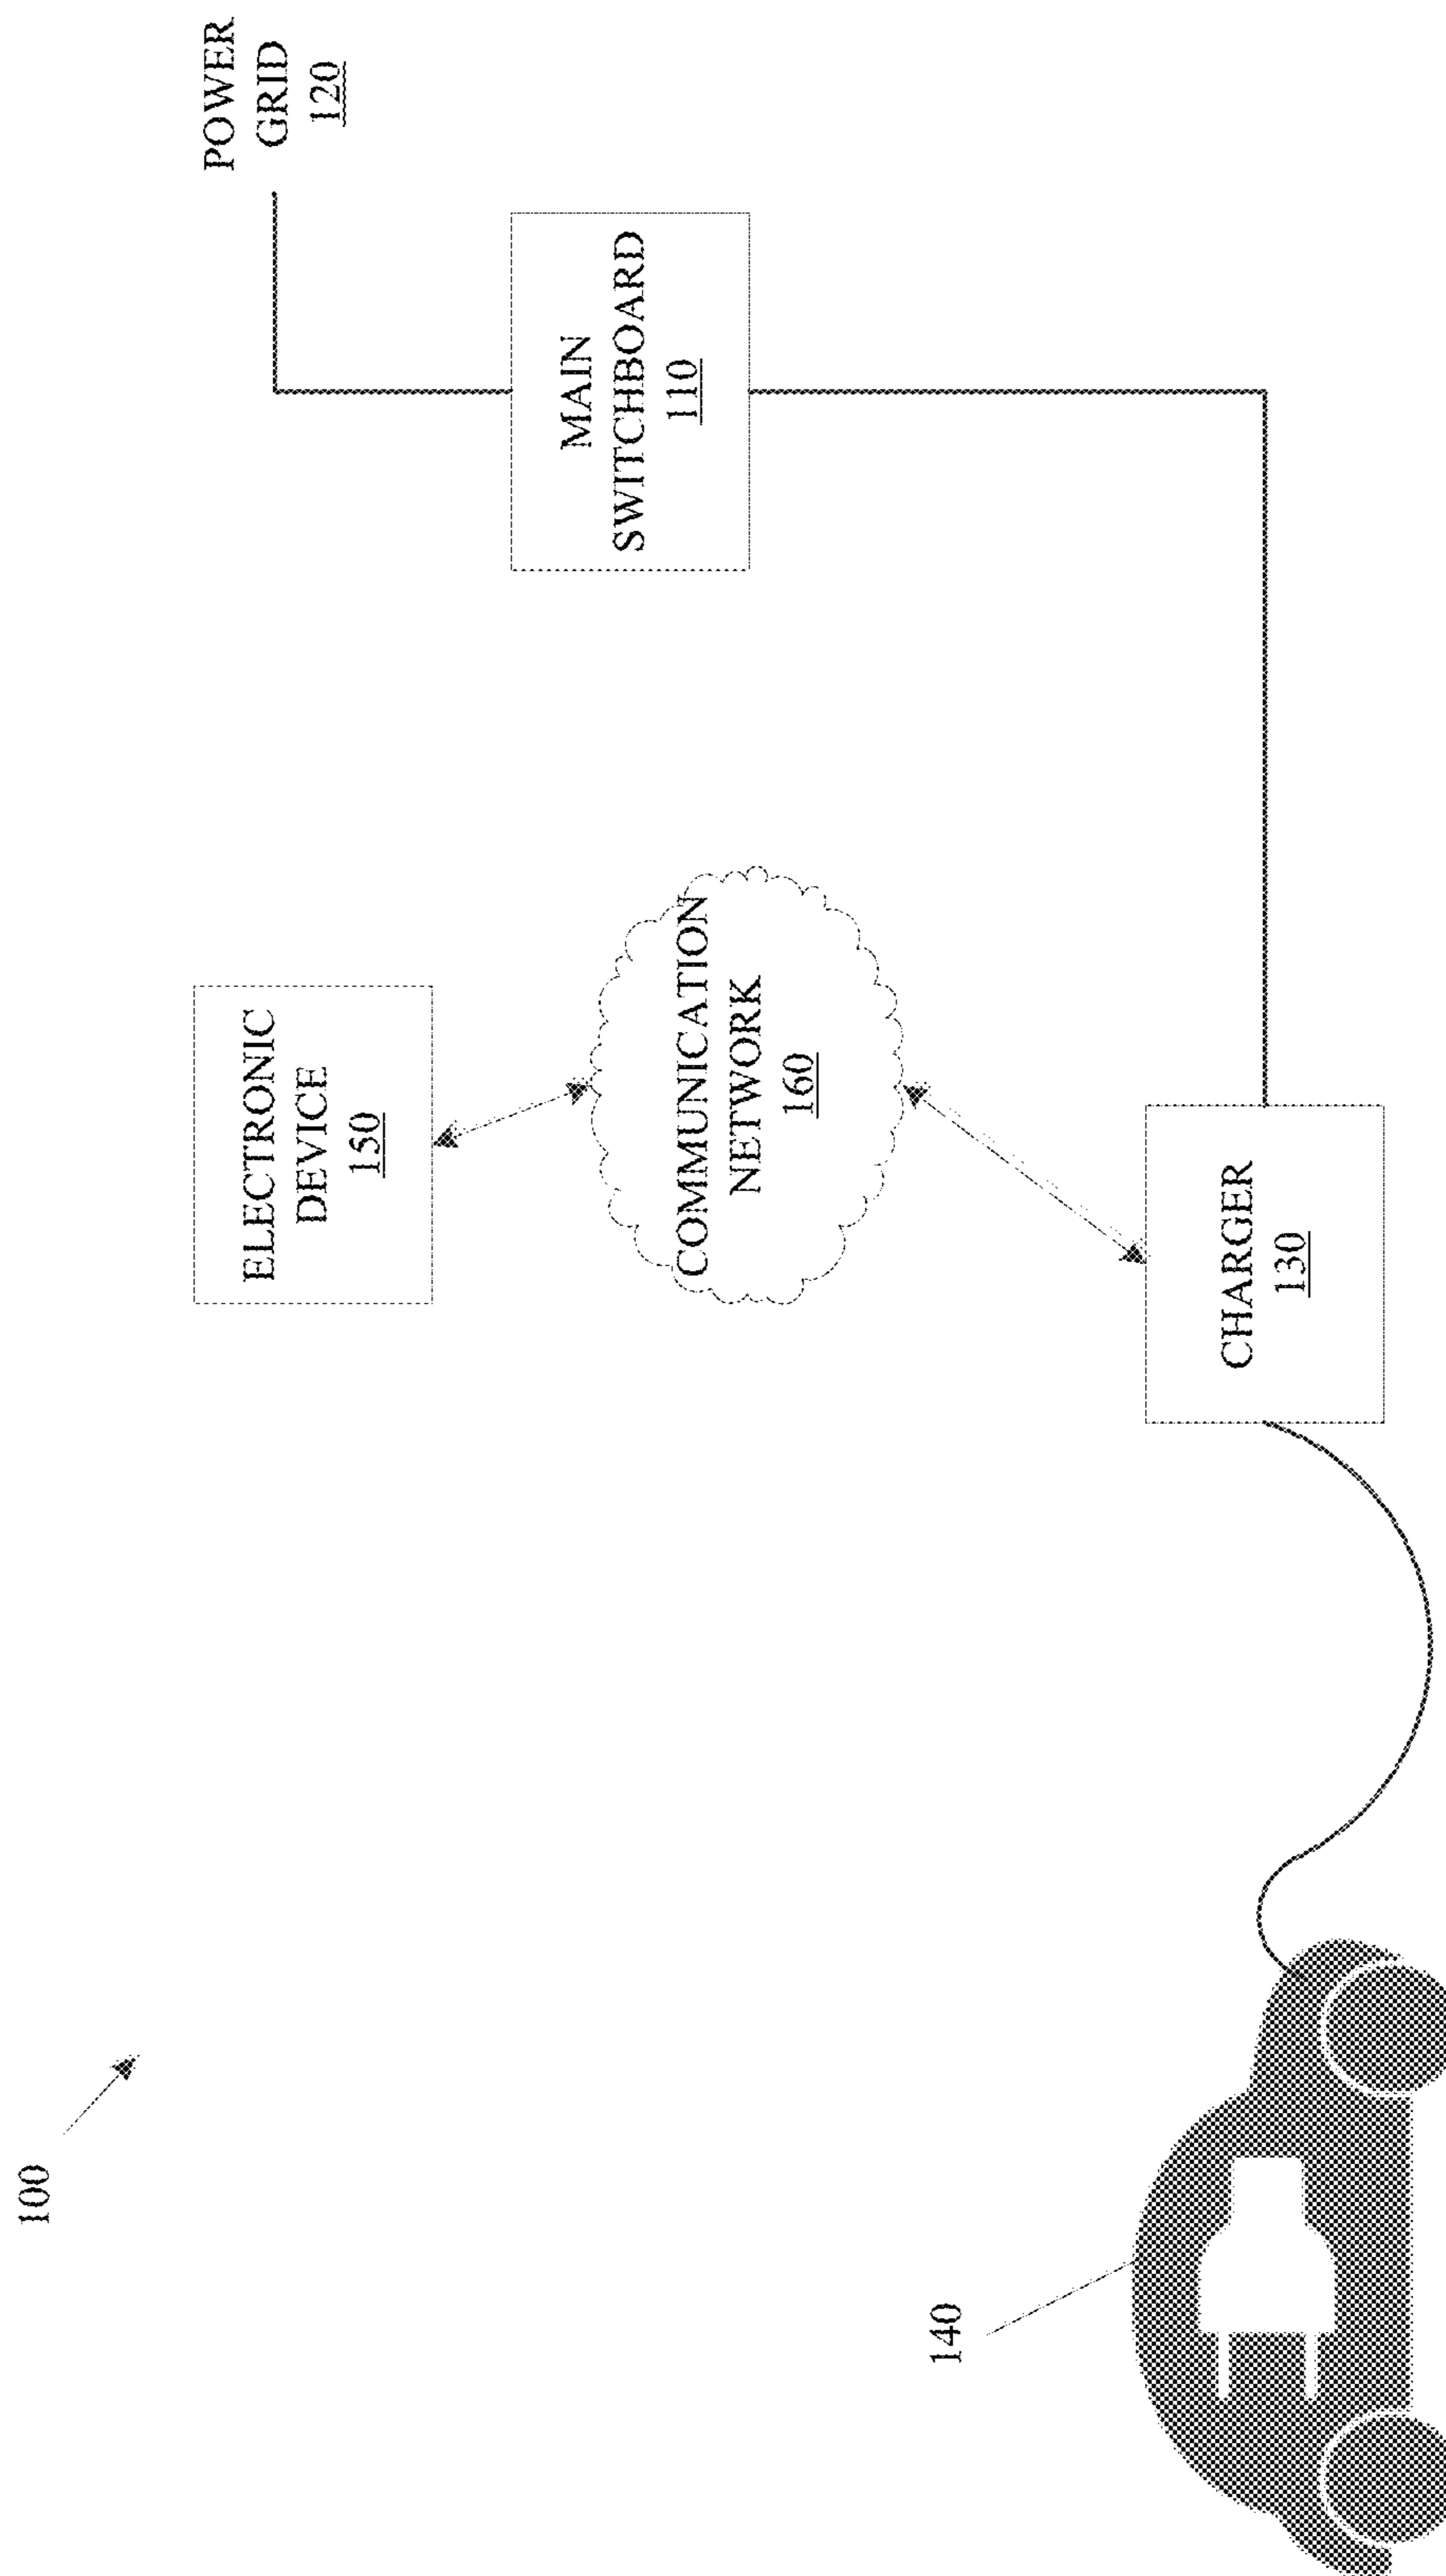 100
POWER
GRID
120
ELECTRONIC
DEVICE
150
MAIN
SWITCHBOARD
110
COMMUNICATION
NETWORK
160
140
CHARGER
130